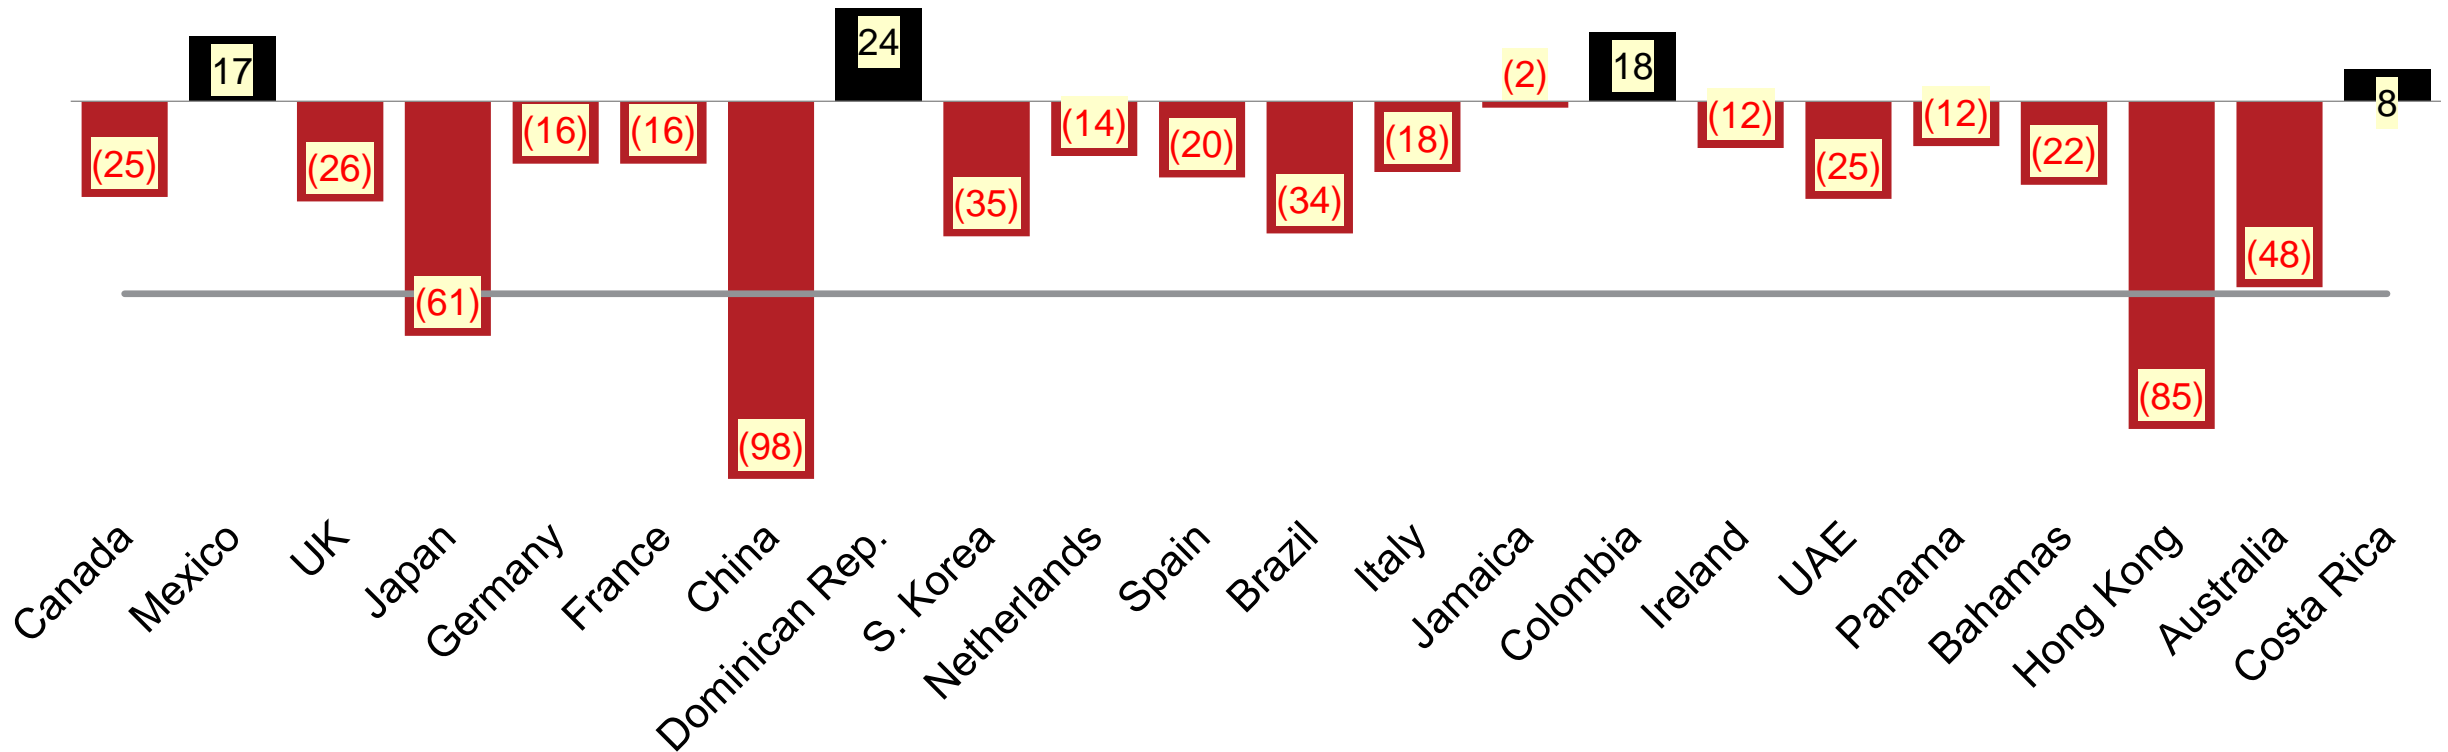 (25)
17
(26)
(61)
(16)
(16)
(98)
24
(35)
(14)
(20)
(34)
(18)
(2)
18
(12)
(25)
(12)
(22)
(85)
(48)
8
Canada
Mexico
UK
Japan
Germany
France
China
Dominican Rep.
S. Korea
Netherlands
Spain
Brazil
Italy
Jamaica
Colombia
Ireland
UAE
Panama
Bahamas
Hong Kong
Australia
Costa Rica